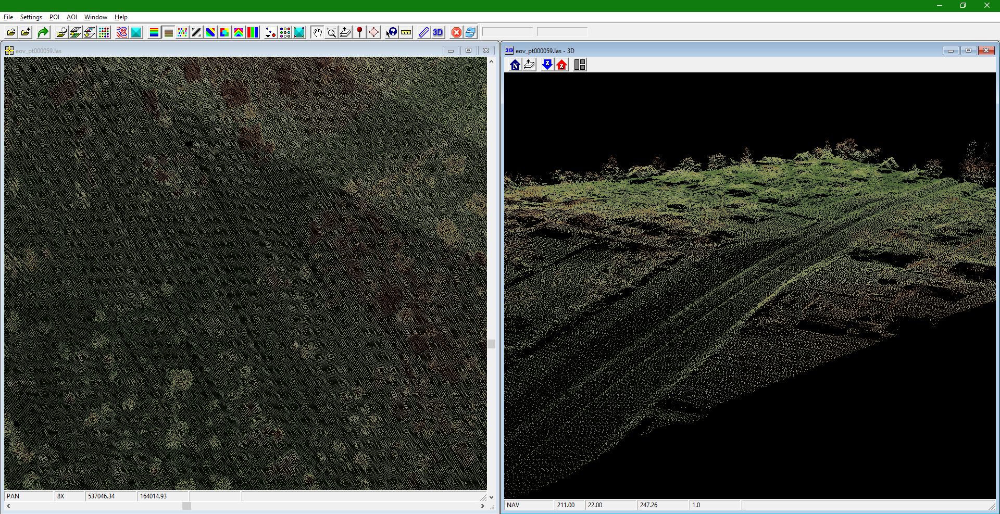 File Settings POI AOI Window Help
? 3D
eov_pt000059.las
3D eov_pt000059.las - 3D
N Z Z
PAN 8X 537046.34 164014.93
NAV 211.00 22.00 247.26 1.0